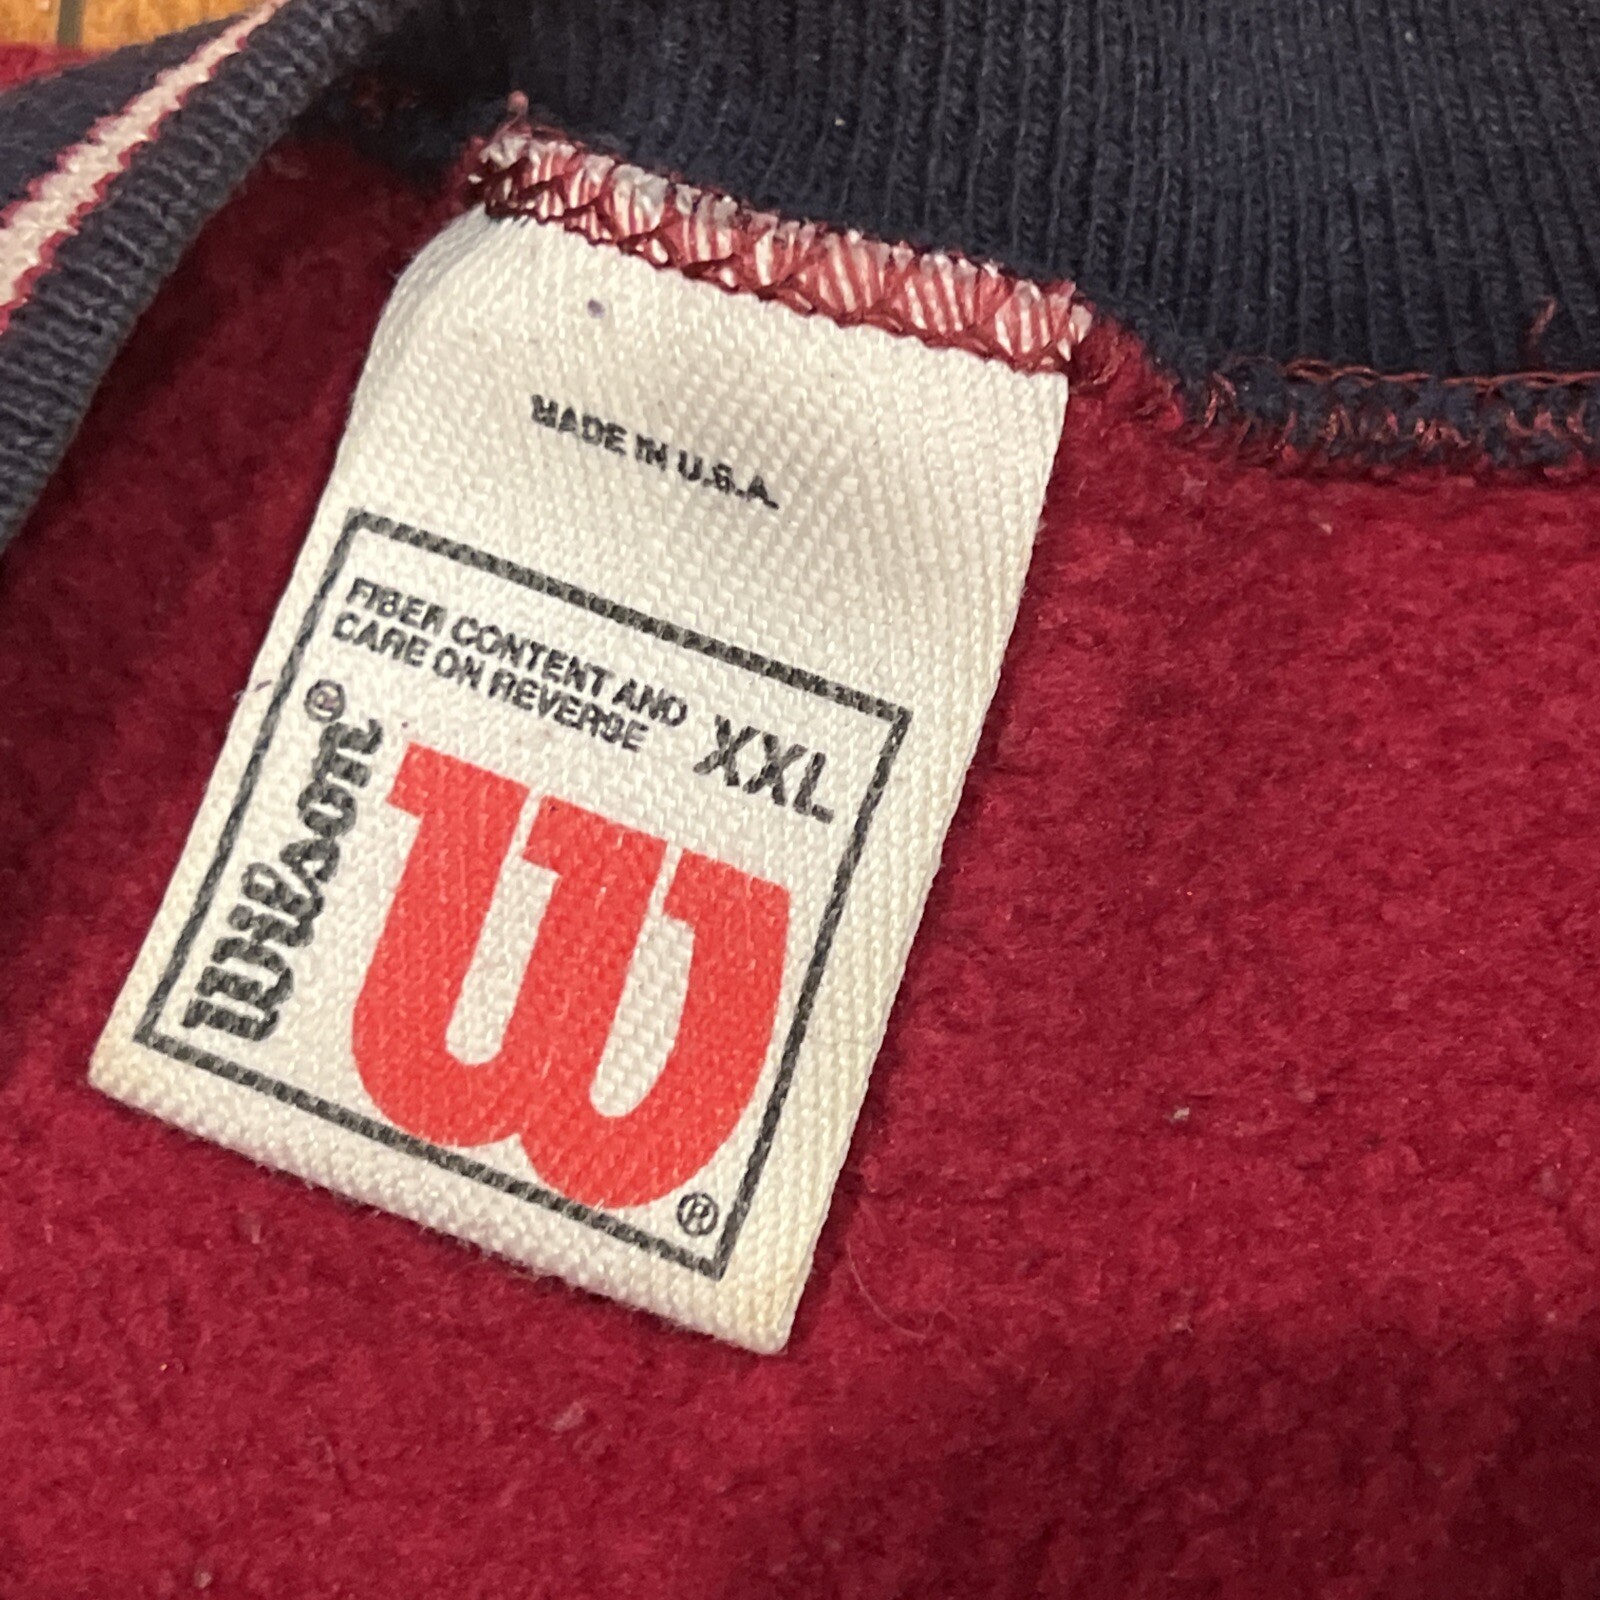 MADE IN U.S.A.
FIBER CONTENT AND
CARE ON REVERSE
XXL
Wilson®
W®